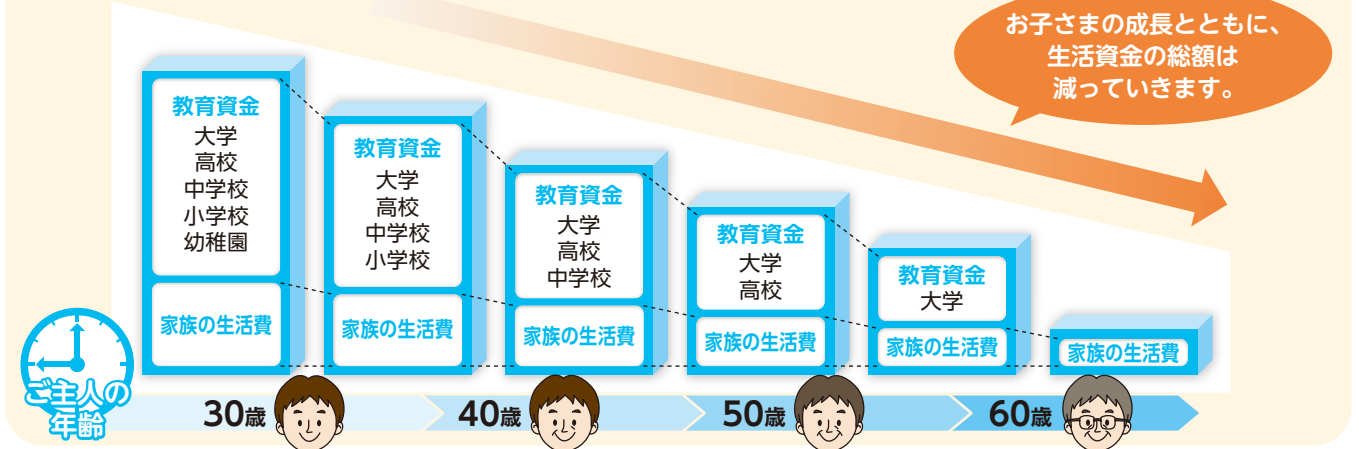 お子さまの成長とともに、
生活資金の総額は
減っていきます。
教育資金
大学
高校
中学校
小学校
幼稚園
家族の生活費
教育資金
大学
高校
中学校
小学校
家族の生活費
教育資金
大学
高校
中学校
家族の生活費
教育資金
大学
高校
家族の生活費
教育資金
大学
家族の生活費
家族の生活費
ご主人の
年齢
30歳
40歳
50歳
60歳